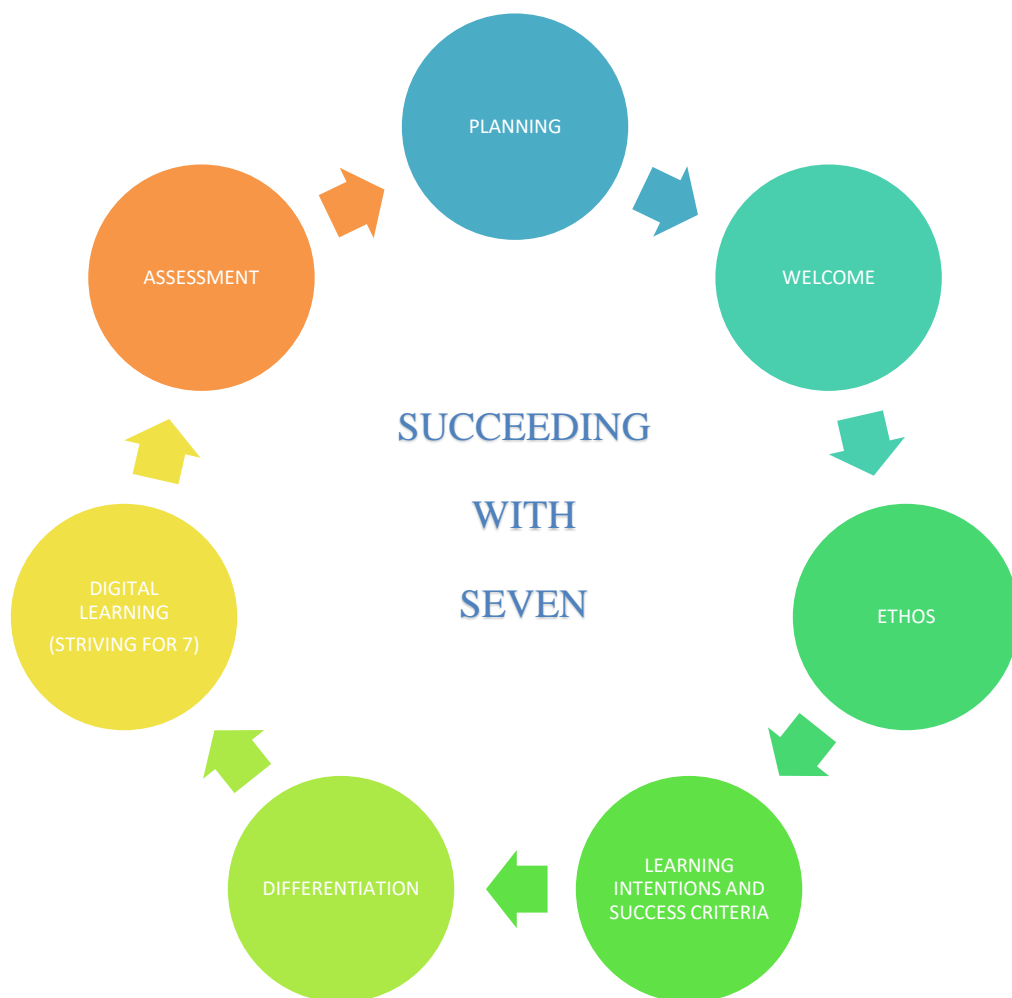 PLANNING
WELCOME
ETHOS
LEARNING
INTENTIONS AND
SUCCESS CRITERIA
DIFFERENTIATION
DIGITAL
LEARNING
(STRIVING FOR 7)
ASSESSMENT
SUCCEEDING
WITH
SEVEN